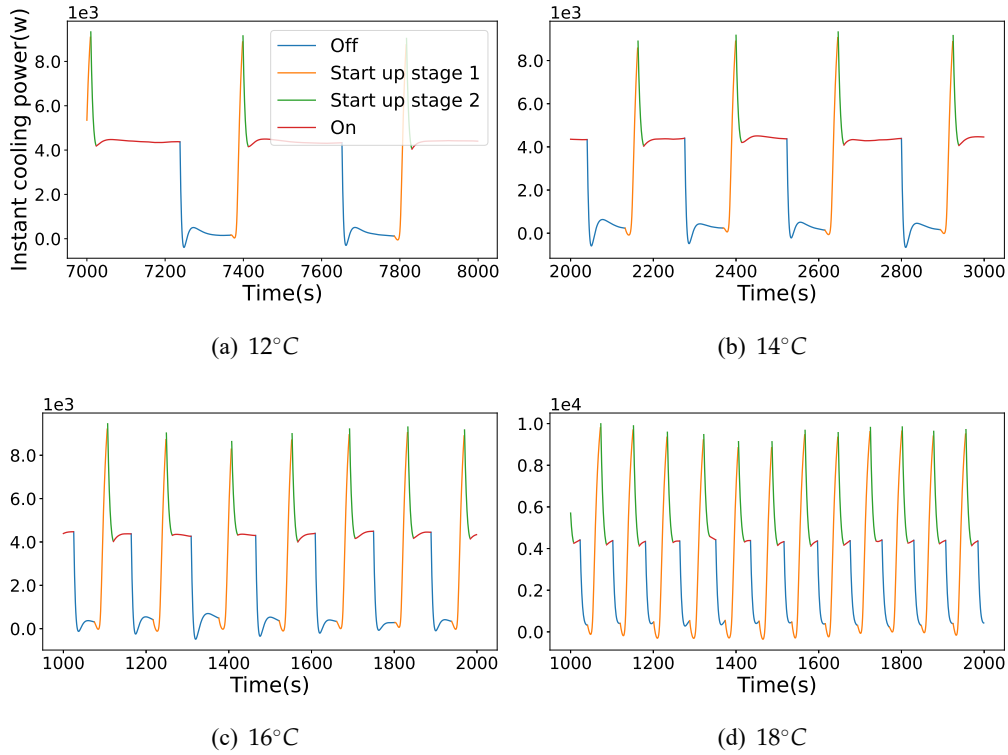 1e3
Instant cooling power(w)
8.0
6.0
4.0
2.0
0.0
Off
Start up stage 1
Start up stage 2
On
7000 7200 7400 7600 7800 8000
Time(s)
(a) 12°C
1e3
8.0
6.0
4.0
2.0
0.0
2000 2200 2400 2600 2800 3000
Time(s)
(b) 14°C
1e3
8.0
6.0
4.0
2.0
0.0
1000 1200 1400 1600 1800 2000
Time(s)
(c) 16°C
1e4
1.0
0.8
0.6
0.4
0.2
0.0
1000 1200 1400 1600 1800 2000
Time(s)
(d) 18°C